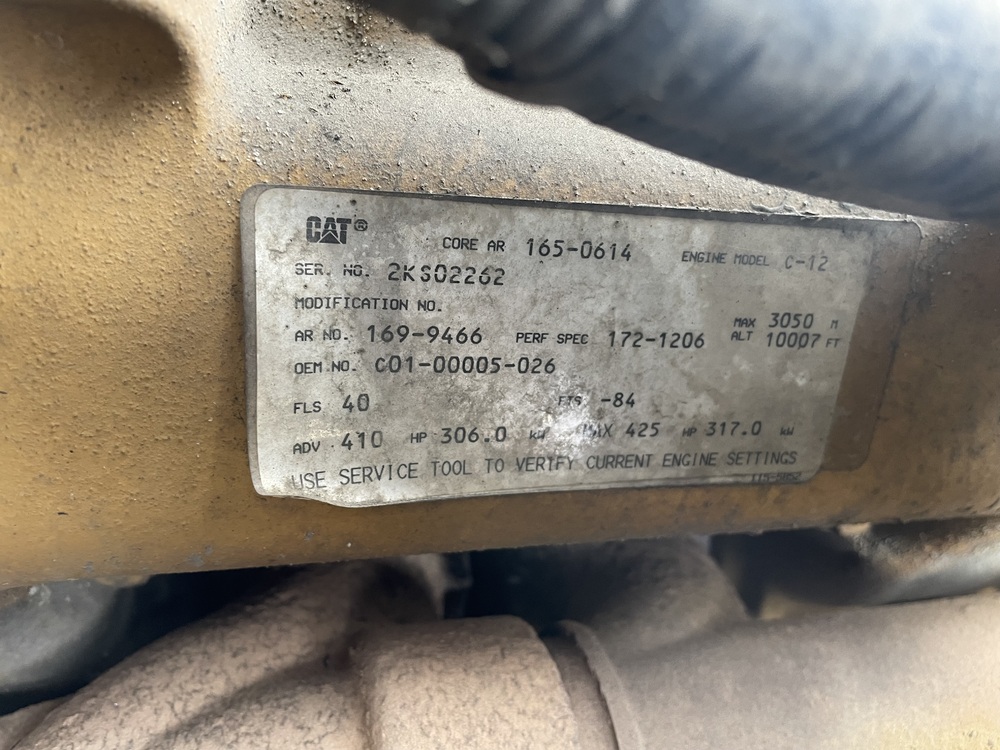 CAT® CORE AR 165-0614 ENGINE MODEL C-12
SER. NO. 2KS02262
MODIFICATION NO.
AR NO. 169-9466 PERF SPEC 172-1206 MAX ALT 3050 M 10007 FT
OEM NO. C01-00005-026
FLS 40 FTS -84
ADV 410 HP 306.0 kW MAX 425 HP 317.0 kW
USE SERVICE TOOL TO VERIFY CURRENT ENGINE SETTINGS